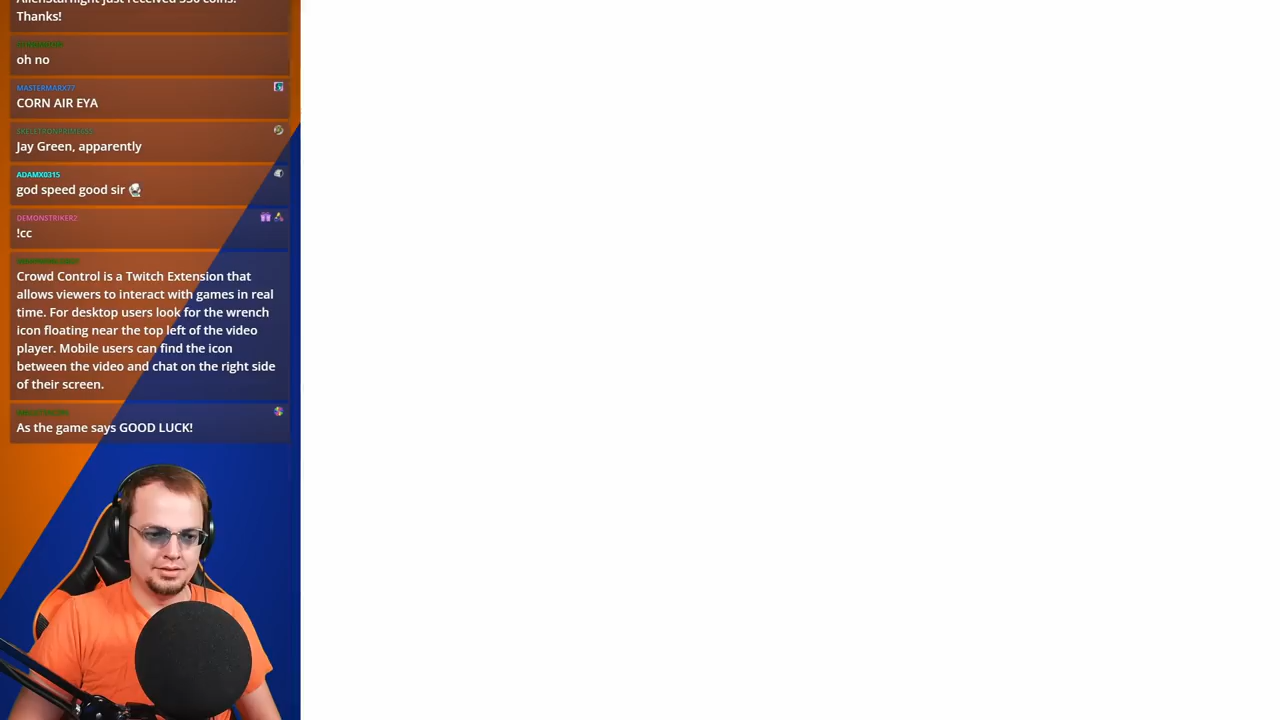 Thanks!
oh no
MASTERMARK77
CORN AIR EYA
Jay Green, apparently
ADAMX0315
god speed good sir
DEMONSTRIKER2
!cc
Crowd Control is a Twitch Extension that
allows viewers to interact with games in real
time. For desktop users look for the wrench
icon floating near the top left of the video
player. Mobile users can find the icon
between the video and chat on the right side
of their screen.
As the game says GOOD LUCK!